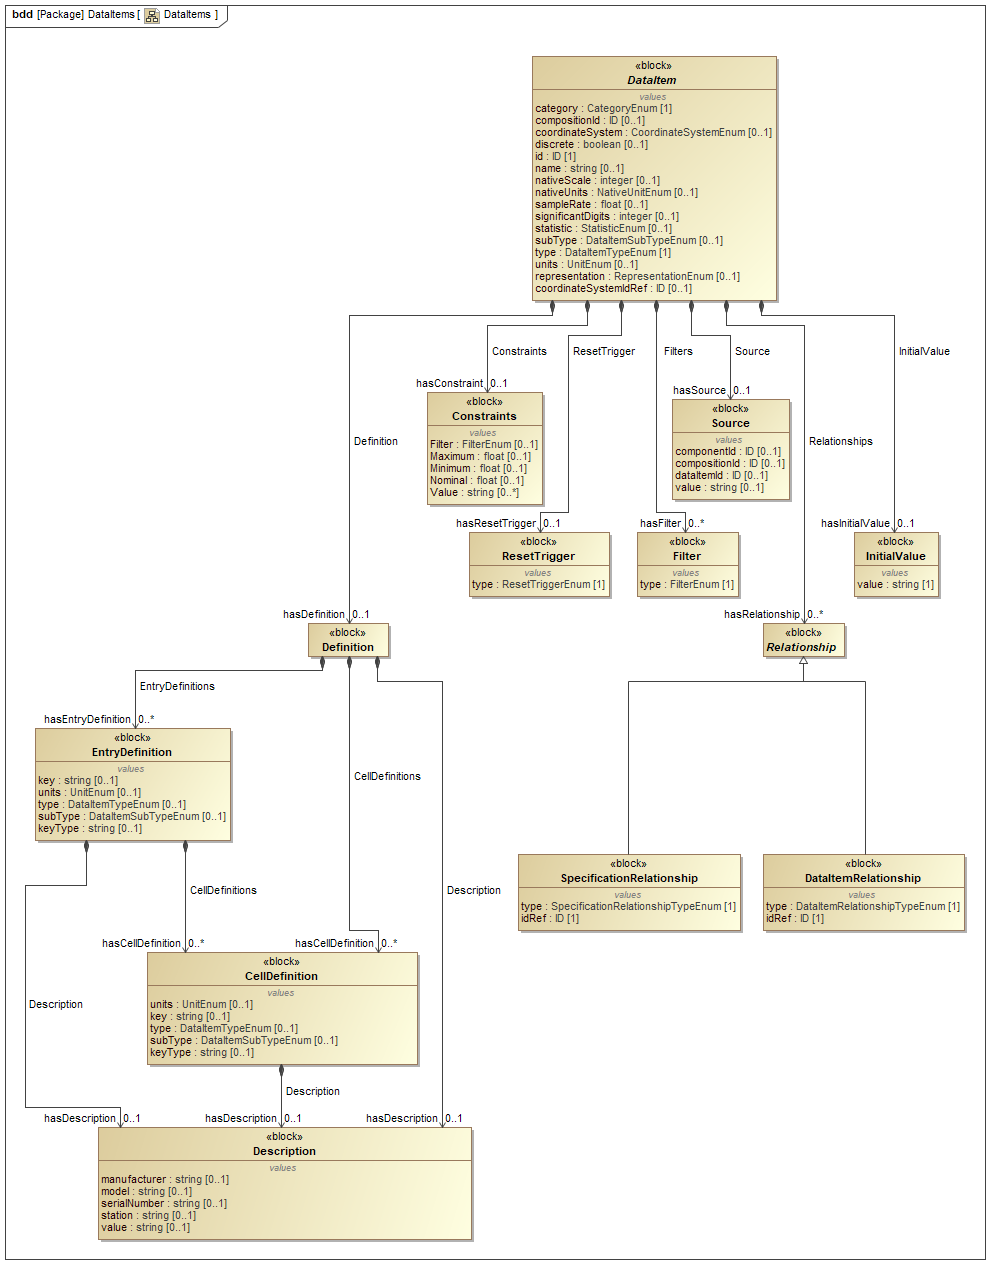 bdd [Package] DataItems [ DataItems ]
«block»
DataItem
values
category : CategoryEnum [1]
compositionId : ID [0..1]
coordinateSystem : CoordinateSystemEnum [0..1]
discrete : boolean [0..1]
id : ID [1]
name : string [0..1]
nativeScale : integer [0..1]
nativeUnits : NativeUnitEnum [0..1]
sampleRate : float [0..1]
significantDigits : integer [0..1]
statistic : StatisticEnum [0..1]
subType : DataItemSubTypeEnum [0..1]
type : DataItemTypeEnum [1]
units : UnitEnum [0..1]
representation : RepresentationEnum [0..1]
coordinateSystemIdRef : ID [0..1]
Constraints
ResetTrigger
Filters
Source
InitialValue
hasConstraint 0..1
«block»
Constraints
values
Filter : FilterEnum [0..1]
Maximum : float [0..1]
Minimum : float [0..1]
Nominal : float [0..1]
Value : string [0..*]
hasSource 0..1
«block»
Source
values
componentId : ID [0..1]
compositionId : ID [0..1]
dataItemId : ID [0..1]
value : string [0..1]
Definition
Relationships
hasResetTrigger 0..1
«block»
ResetTrigger
values
type : ResetTriggerEnum [1]
hasFilter 0..*
«block»
Filter
values
type : FilterEnum [1]
hasInitialValue 0..1
«block»
InitialValue
values
value : string [1]
hasDefinition 0..1
«block»
Definition
hasRelationship 0..*
«block»
Relationship
EntryDefinitions
hasEntryDefinition 0..*
«block»
EntryDefinition
values
key : string [0..1]
units : UnitEnum [0..1]
type : DataItemTypeEnum [0..1]
subType : DataItemSubTypeEnum [0..1]
keyType : string [0..1]
CellDefinitions
CellDefinitions
Description
«block»
SpecificationRelationship
values
type : SpecificationRelationshipTypeEnum [1]
idRef : ID [1]
«block»
DataItemRelationship
values
type : DataItemRelationshipTypeEnum [1]
idRef : ID [1]
hasCellDefinition 0..*
hasCellDefinition 0..*
«block»
CellDefinition
values
units : UnitEnum [0..1]
key : string [0..1]
type : DataItemTypeEnum [0..1]
subType : DataItemSubTypeEnum [0..1]
keyType : string [0..1]
Description
Description
hasDescription 0..1
hasDescription 0..1
hasDescription 0..1
«block»
Description
values
manufacturer : string [0..1]
model : string [0..1]
serialNumber : string [0..1]
station : string [0..1]
value : string [0..1]